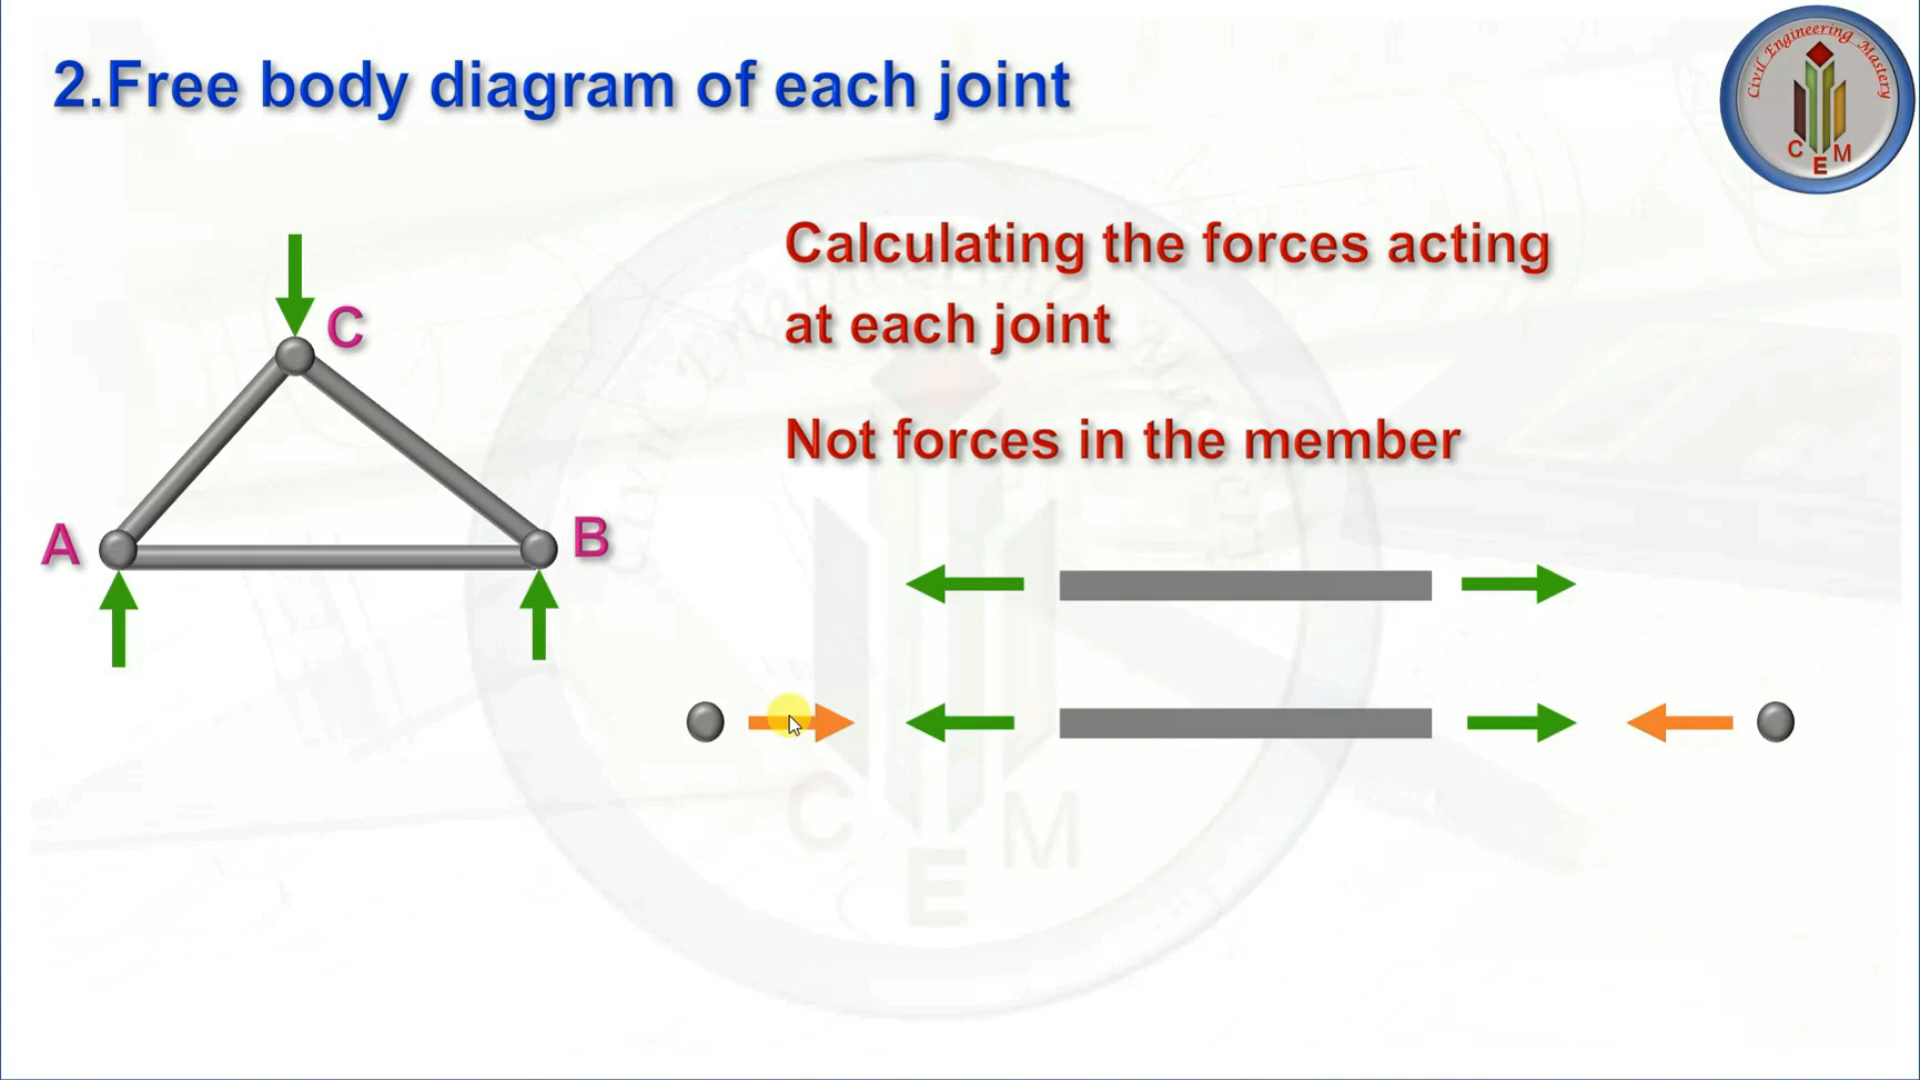 2.Free body diagram of each joint
Civil Engineering Mastery
C E M
Calculating the forces acting
at each joint
C
Not forces in the member
A
B
C E M